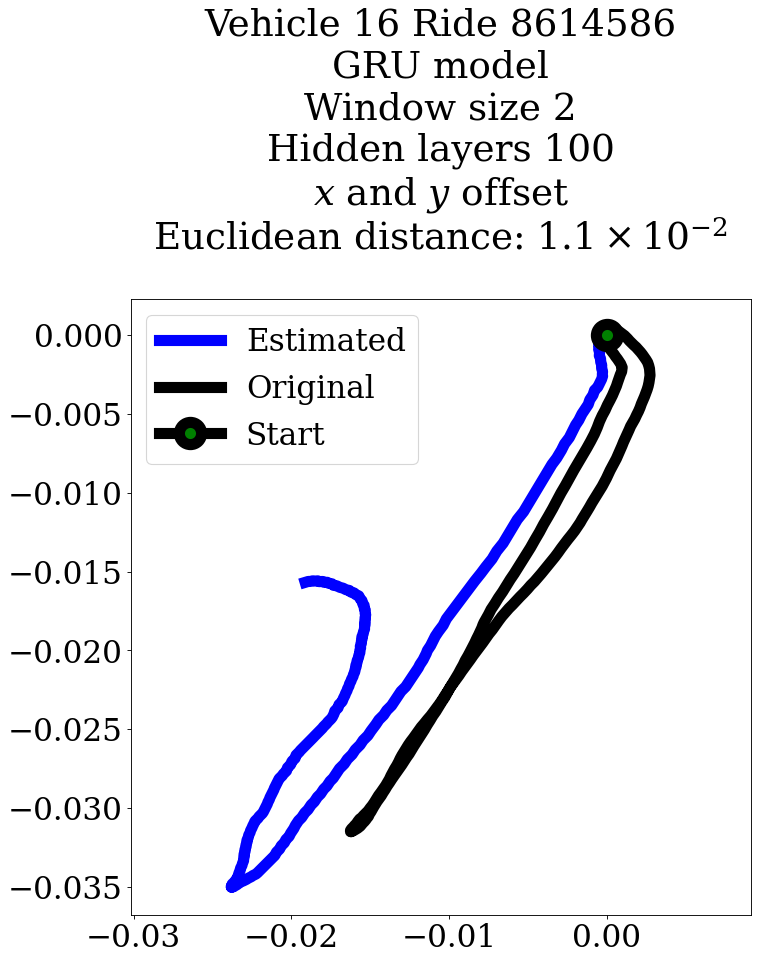 Vehicle 16 Ride 8614586
GRU model
Window size 2
Hidden layers 100
x and y offset
Euclidean distance: 1.1 × 10⁻²
Estimated
Original
Start
0.000
−0.005
−0.010
−0.015
−0.020
−0.025
−0.030
−0.035
−0.03 −0.02 −0.01 0.00